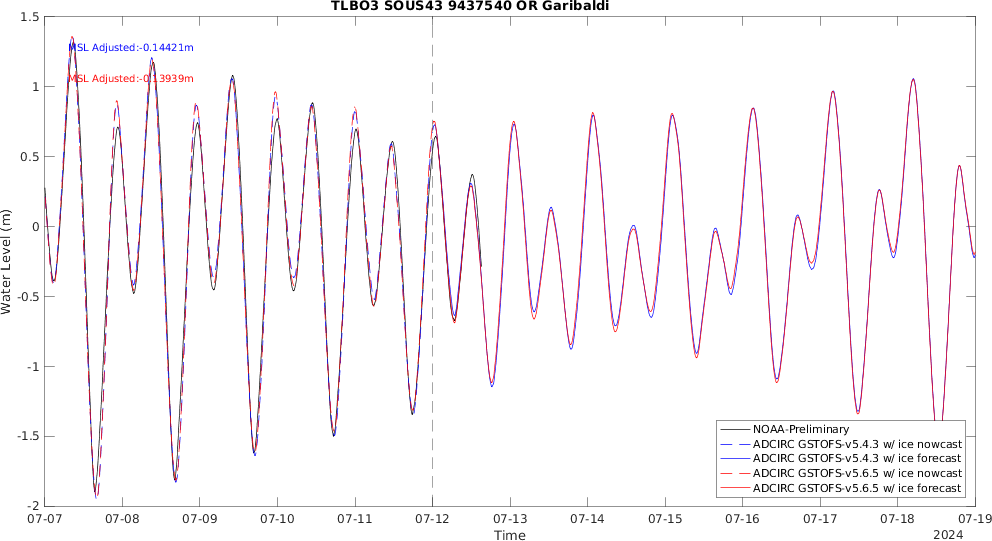 TLBO3 SOUS43 9437540 OR Garibaldi
1.5
1
0.5
0
-0.5
-1
-1.5
-2
Water Level (m)
MSL Adjusted:-0.14421m
MSL Adjusted:-0.13939m
NOAA-Preliminary
ADCIRC GSTOFS-v5.4.3 w/ ice nowcast
ADCIRC GSTOFS-v5.4.3 w/ ice forecast
ADCIRC GSTOFS-v5.6.5 w/ ice nowcast
ADCIRC GSTOFS-v5.6.5 w/ ice forecast
07-07 07-08 07-09 07-10 07-11 07-12 07-13 07-14 07-15 07-16 07-17 07-18 07-19
Time
2024